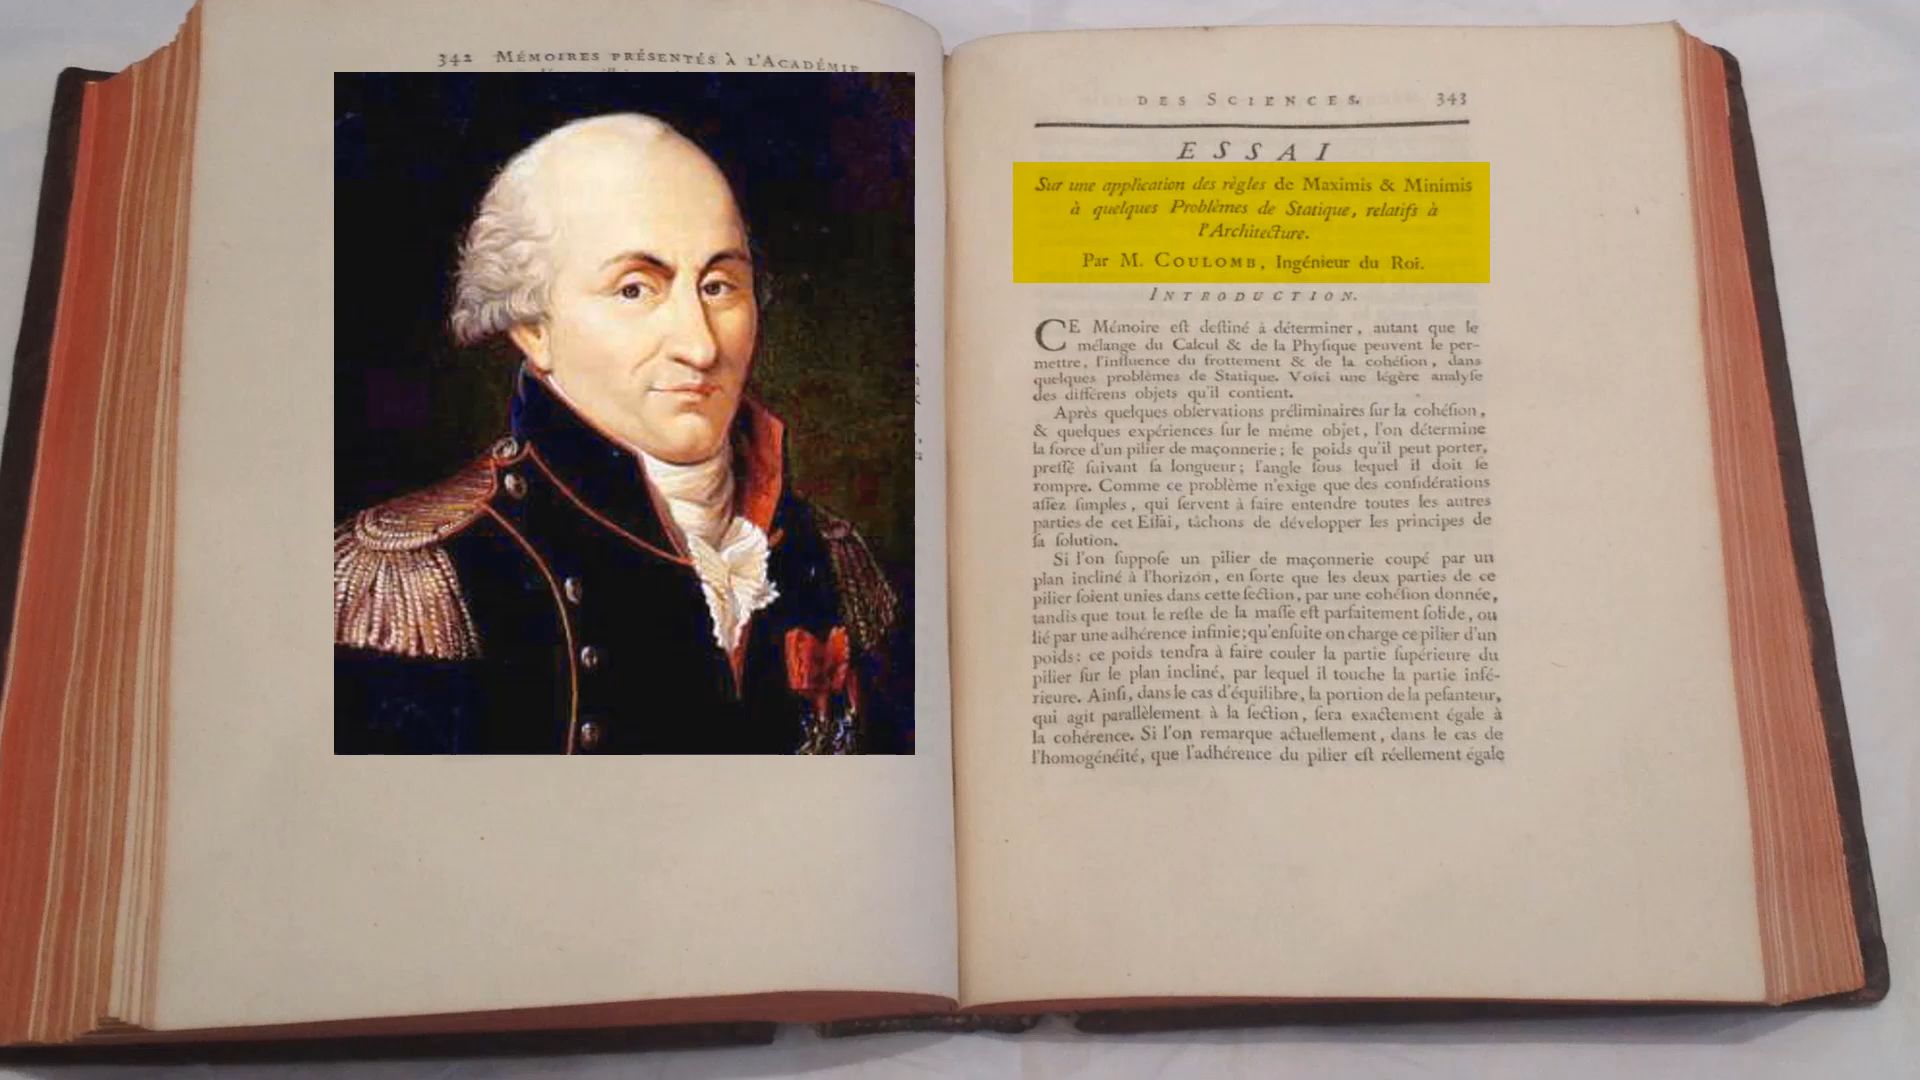 342 MÉMOIRES PRÉSENTÉS À L'ACADÉMIE
DES SCIENCES. 343
ESSAI
Sur une application des règles de Maximis & Minimis
à quelques Problèmes de Statique, relatifs à
l'Architecture.
Par M. COULOMB, Ingénieur du Roi.
INTRODUCTION.
CE Mémoire eſt deſtiné à déterminer, autant que le
mélange du Calcul & de la Phyſique peuvent le per-
mettre, l'influence du frottement & de la cohéſion, dans
quelques problèmes de Statique. Voici une légère analyſe
des différens objets qu'il contient.
Après quelques obſervations préliminaires ſur la cohéſion,
& quelques expériences ſur le même objet, l'on détermine
la force d'un pilier de maçonnerie; le poids qu'il peut porter,
preſſé ſuivant ſa longueur; l'angle ſous lequel il doit ſe
rompre. Comme ce problème n'exige que des conſidérations
aſſez ſimples, qui ſervent à faire entendre toutes les autres
parties de cet Eſſai, tâchons de développer les principes de
ſa ſolution.
Si l'on ſuppoſe un pilier de maçonnerie coupé par un
plan incliné à l'horizon, en ſorte que les deux parties de ce
pilier ſoient unies dans cette ſection, par une cohéſion donnée,
tandis que tout le reſte de la maſſe eſt parfaitement ſolide, ou
lié par une adhérence infinie; qu'enſuite on charge ce pilier d'un
poids: ce poids tendra à faire couler la partie ſupérieure du
pilier ſur le plan incliné, par lequel il touche la partie infé-
rieure. Ainſi, dans le cas d'équilibre, la portion de la peſanteur,
qui agit parallèlement à la ſection, ſera exactement égale à
la cohérence. Si l'on remarque actuellement, dans le cas de
l'homogénéité, que l'adhérence du pilier eſt réellement égale